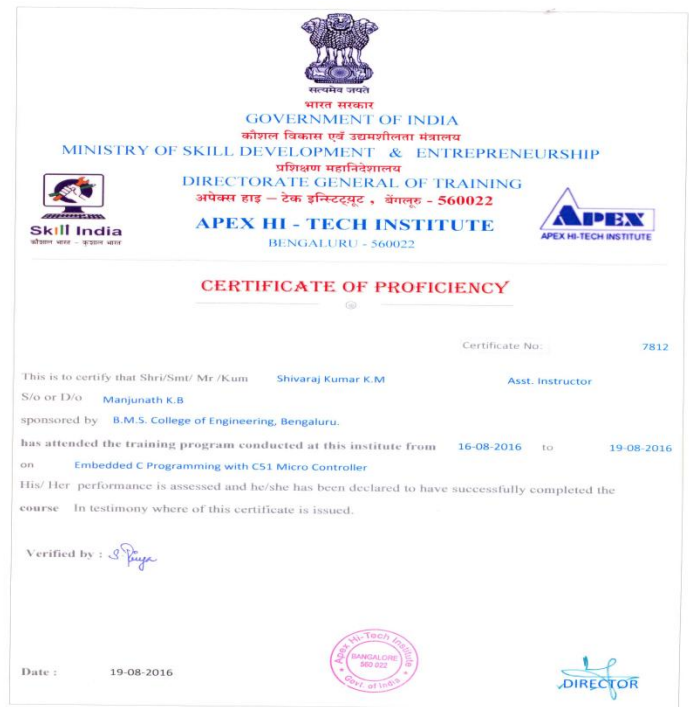 सत्यमेव जयते
भारत सरकार
GOVERNMENT OF INDIA
कौशल विकास एवं उद्यमशीलता मंत्रालय
MINISTRY OF SKILL DEVELOPMENT & ENTREPRENEURSHIP
प्रशिक्षण महानिदेशालय
DIRECTORATE GENERAL OF TRAINING
अपेक्स हाइ – टेक इन्स्टिट्यूट , बेंगलूरु - 560022
APEX HI - TECH INSTITUTE
BENGALURU - 560022
Skill India
कौशल भारत - कुशल भारत
APEX
APEX HI-TECH INSTITUTE
CERTIFICATE OF PROFICIENCY
Certificate No: 7812
This is to certify that Shri/Smt/ Mr /Kum Shivaraj Kumar K.M Asst. Instructor
S/o or D/o Manjunath K.B
sponsored by B.M.S. College of Engineering, Bengaluru.
has attended the training program conducted at this institute from 16-08-2016 to 19-08-2016
on Embedded C Programming with C51 Micro Controller
His/ Her performance is assessed and he/she has been declared to have successfully completed the
course In testimony where of this certificate is issued.
Verified by : S Priya
Apex Hi-Tech Institute
BANGALORE
560 022
Govt. of India
Date : 19-08-2016
DIRECTOR